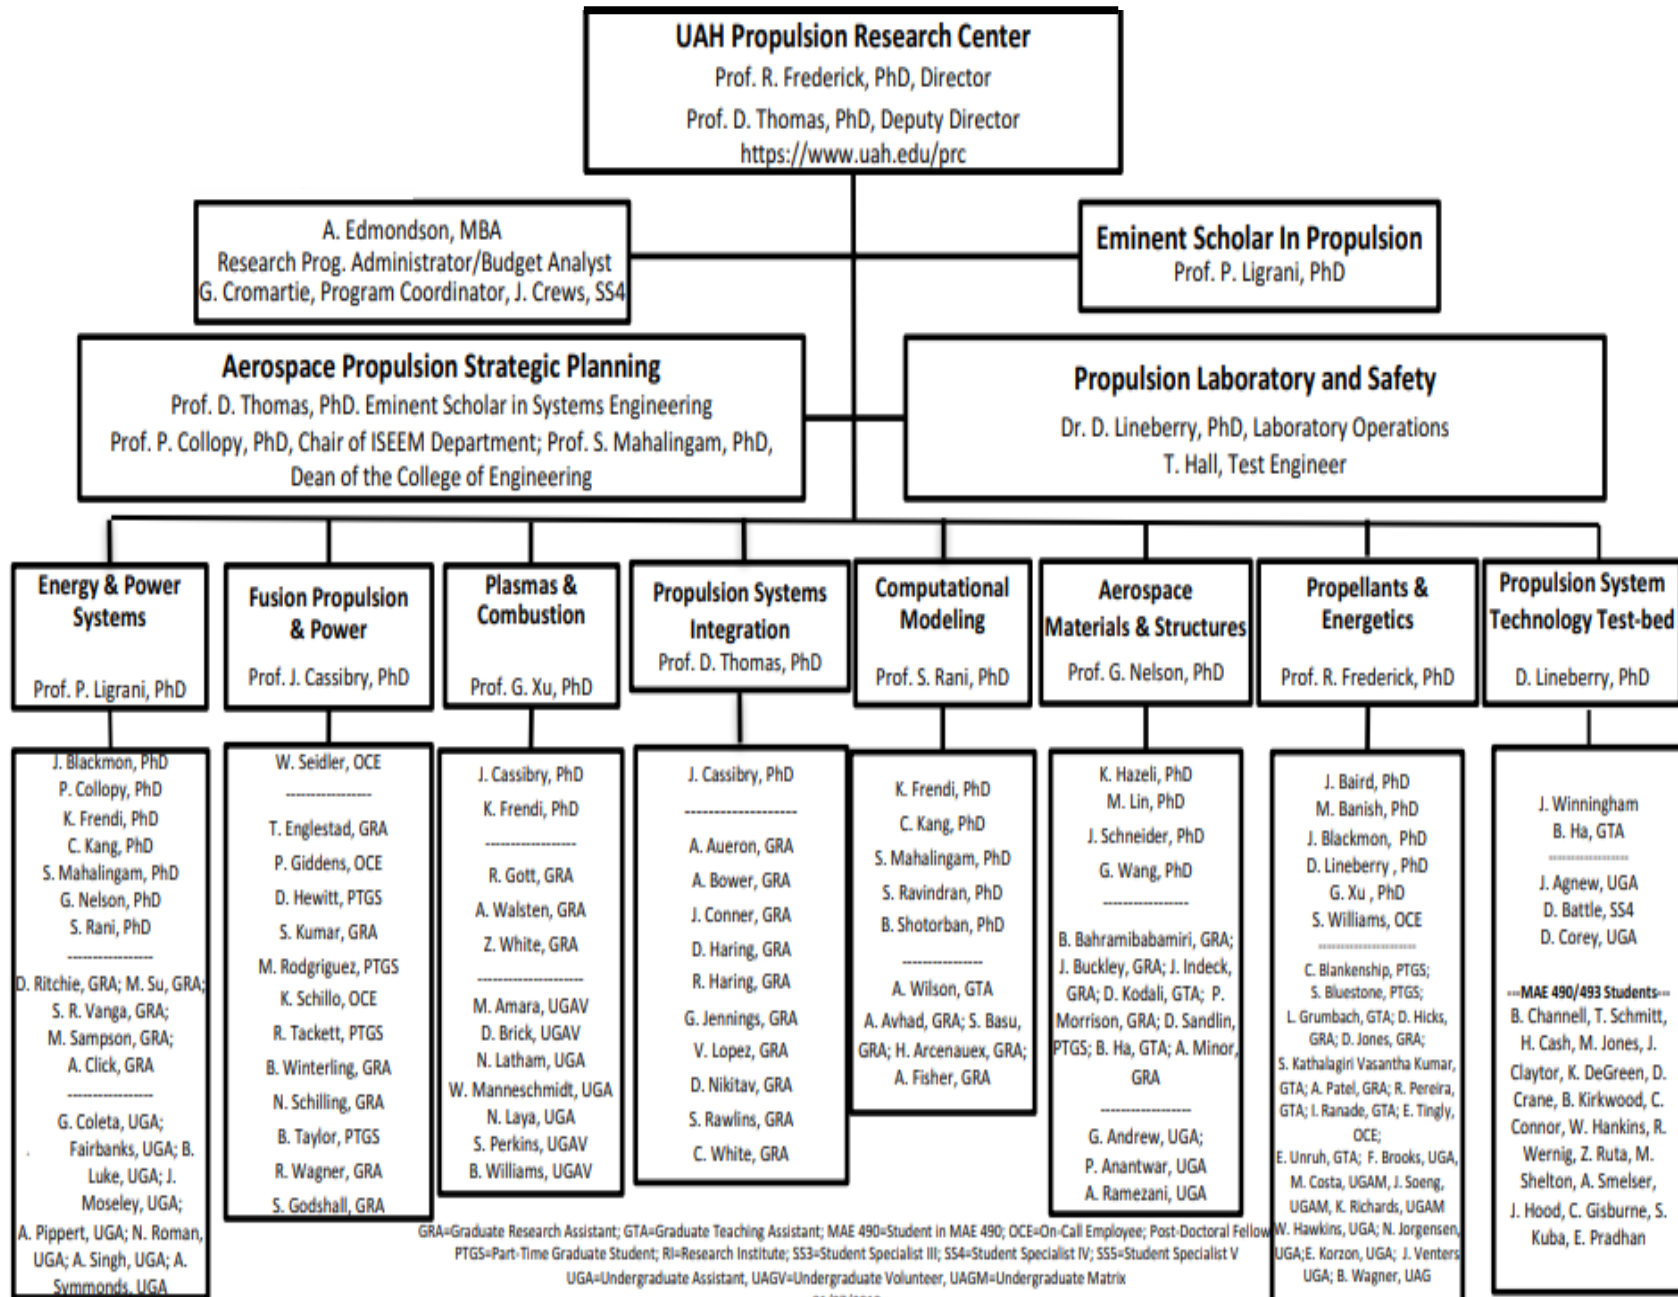 UAH Propulsion Research Center
Prof. R. Frederick, PhD, Director
Prof. D. Thomas, PhD, Deputy Director
https://www.uah.edu/prc
A. Edmondson, MBA
Research Prog. Administrator/Budget Analyst
G. Cromartie, Program Coordinator, J. Crews, SS4
Eminent Scholar In Propulsion
Prof. P. Ligrani, PhD
Aerospace Propulsion Strategic Planning
Prof. D. Thomas, PhD. Eminent Scholar in Systems Engineering
Prof. P. Collopy, PhD, Chair of ISEEM Department; Prof. S. Mahalingam, PhD,
Dean of the College of Engineering
Propulsion Laboratory and Safety
Dr. D. Lineberry, PhD, Laboratory Operations
T. Hall, Test Engineer
Energy & Power
Systems
Prof. P. Ligrani, PhD
Fusion Propulsion
& Power
Prof. J. Cassibry, PhD
Plasmas &
Combustion
Prof. G. Xu, PhD
Propulsion Systems
Integration
Prof. D. Thomas, PhD
Computational
Modeling
Prof. S. Rani, PhD
Aerospace
Materials & Structures
Prof. G. Nelson, PhD
Propellants &
Energetics
Prof. R. Frederick, PhD
Propulsion System
Technology Test-bed
D. Lineberry, PhD
J. Blackmon, PhD
P. Collopy, PhD
K. Frendi, PhD
C. Kang, PhD
S. Mahalingam, PhD
G. Nelson, PhD
S. Rani, PhD
-----------------
D. Ritchie, GRA; M. Su, GRA;
S. R. Vanga, GRA;
M. Sampson, GRA;
A. Click, GRA
-----------------
G. Coleta, UGA;
Fairbanks, UGA; B.
Luke, UGA; J.
Moseley, UGA;
A. Pippert, UGA; N. Roman,
UGA; A. Singh, UGA; A.
Symmonds, UGA
W. Seidler, OCE
-----------------
T. Englestad, GRA
P. Giddens, OCE
D. Hewitt, PTGS
S. Kumar, GRA
M. Rodgriguez, PTGS
K. Schillo, OCE
R. Tackett, PTGS
B. Winterling, GRA
N. Schilling, GRA
B. Taylor, PTGS
R. Wagner, GRA
S. Godshall, GRA
J. Cassibry, PhD
K. Frendi, PhD
------------------
R. Gott, GRA
A. Walsten, GRA
Z. White, GRA
---------------------
M. Amara, UGAV
D. Brick, UGAV
N. Latham, UGA
W. Manneschmidt, UGA
N. Laya, UGA
S. Perkins, UGAV
B. Williams, UGAV
J. Cassibry, PhD
---------------------
A. Aueron, GRA
A. Bower, GRA
J. Conner, GRA
D. Haring, GRA
R. Haring, GRA
G. Jennings, GRA
V. Lopez, GRA
D. Nikitav, GRA
S. Rawlins, GRA
C. White, GRA
K. Frendi, PhD
C. Kang, PhD
S. Mahalingam, PhD
S. Ravindran, PhD
B. Shotorban, PhD
----------------
A. Wilson, GTA
A. Avhad, GRA; S. Basu,
GRA; H. Arcenauex, GRA;
A. Fisher, GRA
K. Hazeli, PhD
M. Lin, PhD
J. Schneider, PhD
G. Wang, PhD
-----------------
B. Bahramibabamiri, GRA;
J. Buckley, GRA; J. Indeck,
GRA; D. Kodali, GTA; P.
Morrison, GRA; D. Sandlin,
PTGS; B. Ha, GTA; A. Minor,
GRA
------------------
G. Andrew, UGA;
P. Anantwar, UGA
A. Ramezani, UGA
J. Baird, PhD
M. Banish, PhD
J. Blackmon, PhD
D. Lineberry , PhD
G. Xu , PhD
S. Williams, OCE
----------------------
C. Blankenship, PTGS;
S. Bluestone, PTGS;
L. Grumbach, GTA; D. Hicks,
GRA; D. Jones, GRA;
S. Kathalagiri Vasantha Kumar,
GTA; A. Patel, GRA; R. Pereira,
GTA; I. Ranade, GTA; E. Tingly,
OCE;
E. Unruh, GTA; F. Brooks, UGA,
M. Costa, UGAM, J. Soeng,
UGAM, K. Richards, UGAM
W. Hawkins, UGA; N. Jorgensen,
UGA;E. Korzon, UGA; J. Venters
UGA; B. Wagner, UAG
J. Winningham
B. Ha, GTA
------------------
J. Agnew, UGA
D. Battle, SS4
D. Corey, UGA
---MAE 490/493 Students---
B. Channell, T. Schmitt,
H. Cash, M. Jones, J.
Claytor, K. DeGreen, D.
Crane, B. Kirkwood, C.
Connor, W. Hankins, R.
Wernig, Z. Ruta, M.
Shelton, A. Smelser,
J. Hood, C. Gisburne, S.
Kuba, E. Pradhan
GRA=Graduate Research Assistant; GTA=Graduate Teaching Assistant; MAE 490=Student in MAE 490; OCE=On-Call Employee; Post-Doctoral Fellow
PTGS=Part-Time Graduate Student; RI=Research Institute; SS3=Student Specialist III; SS4=Student Specialist IV; SS5=Student Specialist V
UGA=Undergraduate Assistant, UAGV=Undergraduate Volunteer, UAGM=Undergraduate Matrix